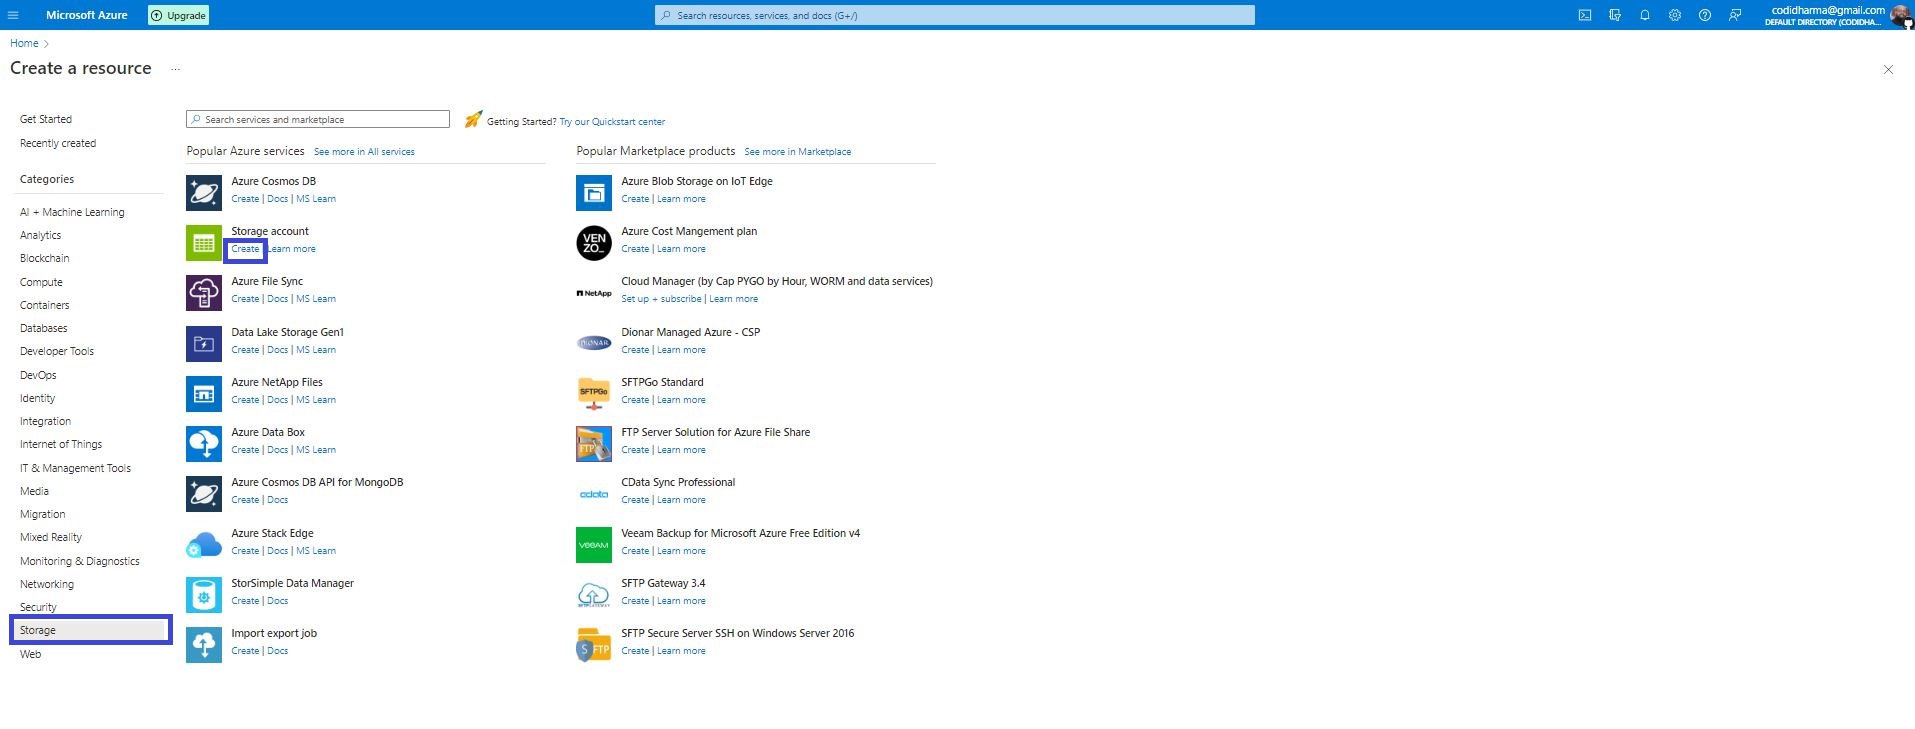 Microsoft Azure
Upgrade
Search resources, services, and docs (G+/)
codidharma@gmail.com
DEFAULT DIRECTORY (CODIDHA...
Home
Create a resource ...
Get Started
Recently created
Categories
AI + Machine Learning
Analytics
Blockchain
Compute
Containers
Databases
Developer Tools
DevOps
Identity
Integration
Internet of Things
IT & Management Tools
Media
Migration
Mixed Reality
Monitoring & Diagnostics
Networking
Security
Storage
Web
Search services and marketplace
Getting Started? Try our Quickstart center
Popular Azure services See more in All services
Azure Cosmos DB
Create | Docs | MS Learn
Storage account
Create | Learn more
Azure File Sync
Create | Docs | MS Learn
Data Lake Storage Gen1
Create | Docs | MS Learn
Azure NetApp Files
Create | Docs | MS Learn
Azure Data Box
Create | Docs | MS Learn
Azure Cosmos DB API for MongoDB
Create | Docs
Azure Stack Edge
Create | Docs | MS Learn
StorSimple Data Manager
Create | Docs
Import export job
Create | Docs
Popular Marketplace products See more in Marketplace
Azure Blob Storage on IoT Edge
Create | Learn more
VEN
ZO_
Azure Cost Mangement plan
Create | Learn more
NetApp
Cloud Manager (by Cap PYGO by Hour, WORM and data services)
Set up + subscribe | Learn more
DIONAR
Dionar Managed Azure - CSP
Create | Learn more
SFTPGo
SFTPGo Standard
Create | Learn more
FTP
FTP Server Solution for Azure File Share
Create | Learn more
cdata
CData Sync Professional
Create | Learn more
veeAM
Veeam Backup for Microsoft Azure Free Edition v4
Create | Learn more
SFTPGATEWAY
SFTP Gateway 3.4
Create | Learn more
SFTP
SFTP Secure Server SSH on Windows Server 2016
Create | Learn more